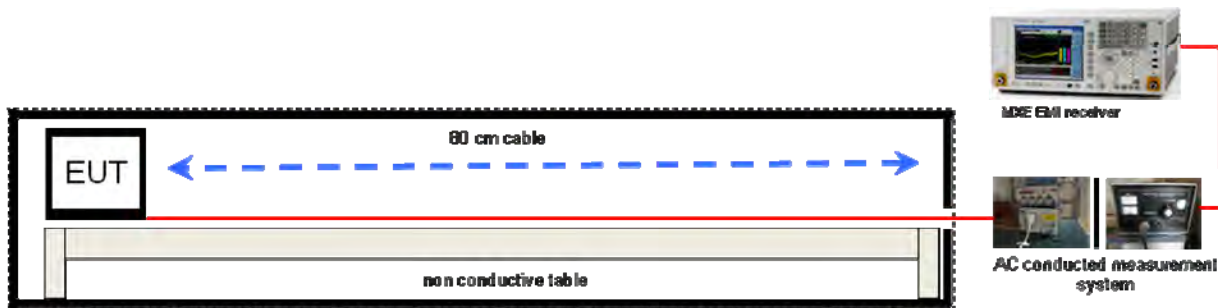 MXE EMI receiver
80 cm cable
EUT
AC conducted measurement
system
non conductive table